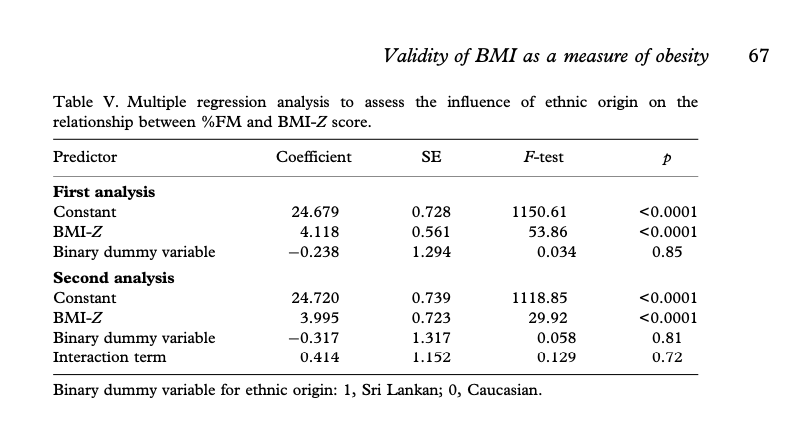 Validity of BMI as a measure of obesity 67
Table V. Multiple regression analysis to assess the influence of ethnic origin on the
relationship between %FM and BMI-Z score.
Predictor Coefficient SE F-test p
First analysis
Constant 24.679 0.728 1150.61 <0.0001
BMI-Z 4.118 0.561 53.86 <0.0001
Binary dummy variable −0.238 1.294 0.034 0.85
Second analysis
Constant 24.720 0.739 1118.85 <0.0001
BMI-Z 3.995 0.723 29.92 <0.0001
Binary dummy variable −0.317 1.317 0.058 0.81
Interaction term 0.414 1.152 0.129 0.72
Binary dummy variable for ethnic origin: 1, Sri Lankan; 0, Caucasian.